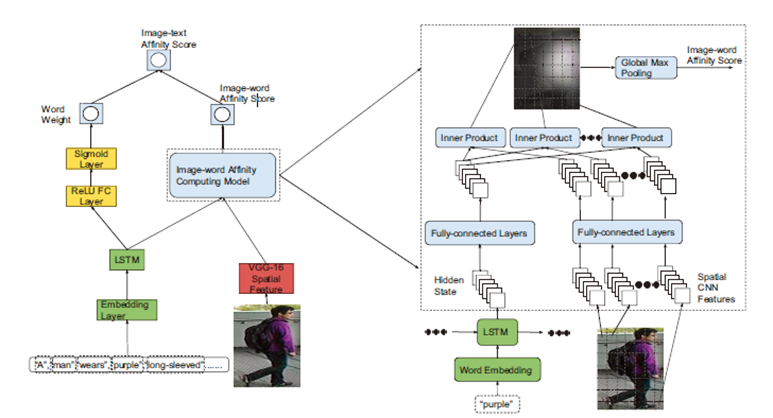 Image-text
Affinity Score
Image-word
Affinity Score
Word
Weight
Sigmoid
Layer
ReLU FC
Layer
Image-word Affinity
Computing Model
LSTM
VGG-16
Spatial
Feature
Embedding
Layer
"A", man" "wears", "purple" "long-sleeved" ......
Global Max
Pooling
Image-word
Affinity Score
Inner Product
Inner Product
Inner Product
Fully-connected Layers
Fully-connected Layers
Hidden
State
Spatial
CNN
Features
LSTM
Word Embedding
"purple"